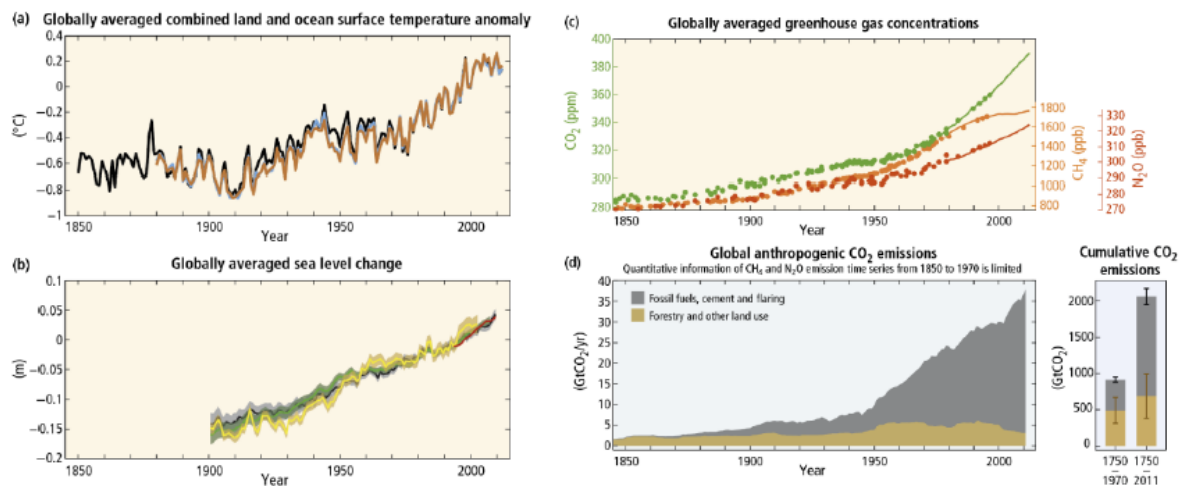 (a)
Globally averaged combined land and ocean surface temperature anomaly
0.4
0.2
0
−0.2
−0.4
−0.6
−0.8
−1
(°C)
1850
1900
1950
2000
Year
(b)
Globally averaged sea level change
0.1
0.05
0
−0.05
−0.1
−0.15
−0.2
(m)
1850
1900
1950
2000
Year
(c)
Globally averaged greenhouse gas concentrations
400
380
360
340
320
300
280
CO2 (ppm)
1800
1600
1400
1200
1000
800
CH4 (ppb)
330
320
310
300
290
280
270
N2O (ppb)
1850
1900
1950
2000
Year
(d)
Global anthropogenic CO2 emissions
Quantitative information of CH4 and N2O emission time series from 1850 to 1970 is limited
40
35
30
25
20
15
10
5
0
(GtCO2/yr)
Fossil fuels, cement and flaring
Forestry and other land use
1850
1900
1950
2000
Year
Cumulative CO2
emissions
2000
1500
1000
500
0
(GtCO2)
1750
–
1970
1750
–
2011